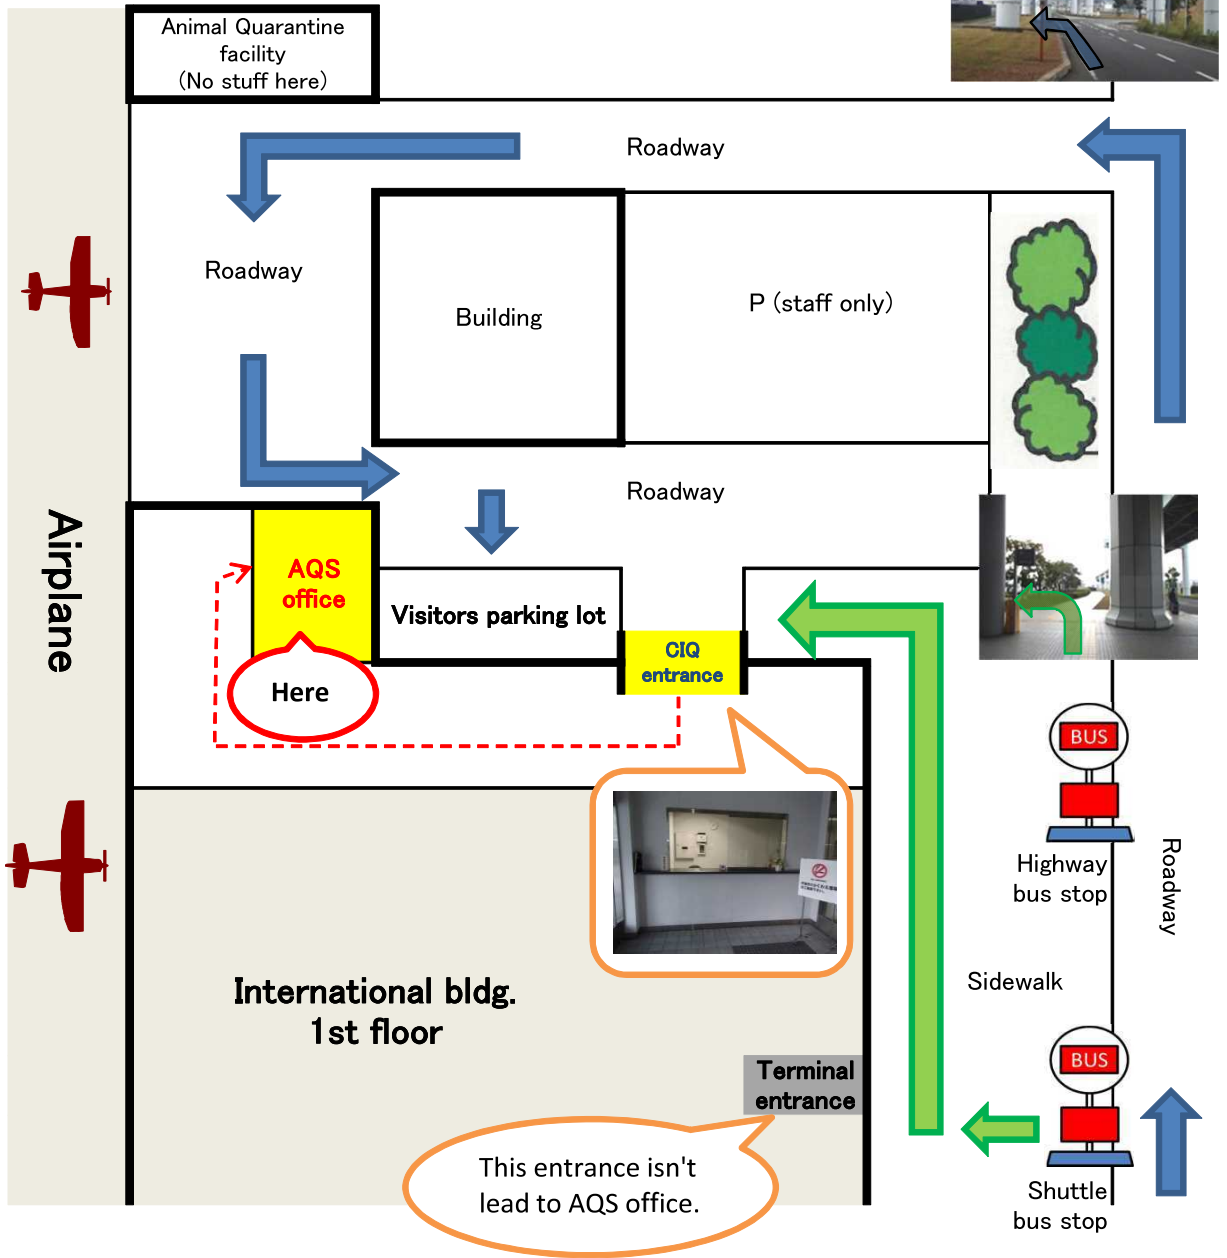 Animal Quarantine
facility
(No stuff here)
Roadway
Roadway
Building
P (staff only)
Roadway
Airplane
AQS
office
Visitors parking lot
CIQ
entrance
Here
BUS
Highway
bus stop
Roadway
Sidewalk
International bldg.
1st floor
Terminal
entrance
BUS
This entrance isn't
lead to AQS office.
Shuttle
bus stop